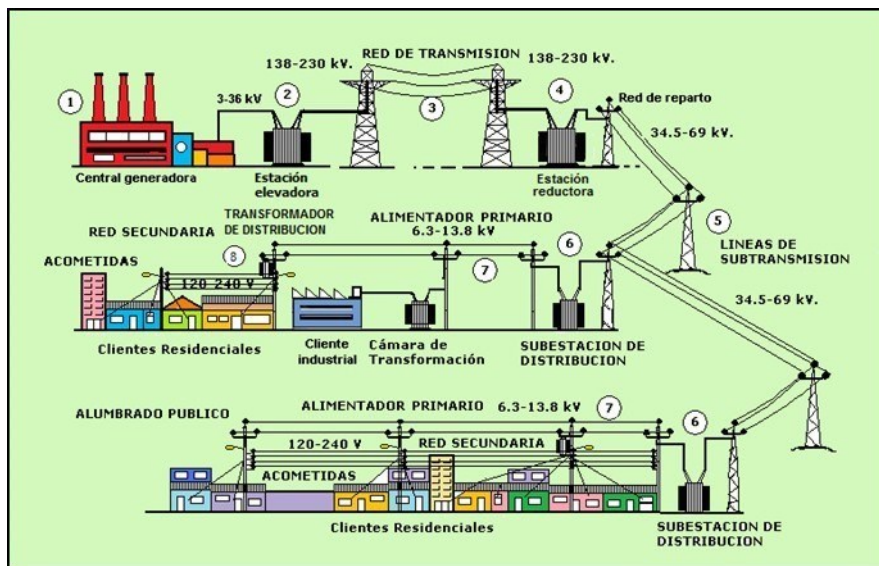 RED DE TRANSMISION
138-230 kV.
138-230 kV.
1
2
3
4
3-36 kV
Red de reparto
34.5-69 kV.
Central generadora
Estación
elevadora
Estación
reductora
5
LINEAS DE
SUBTRANSMISION
TRANSFORMADOR
DE DISTRIBUCION
RED SECUNDARIA
ALIMENTADOR PRIMARIO
6.3-13.8 kV
6
8
7
ACOMETIDAS
120-240 V
34.5-69 kV.
Clientes Residenciales
Cliente
industrial
Cámara de
Transformación
SUBESTACION DE
DISTRIBUCION
ALUMBRADO PUBLICO
ALIMENTADOR PRIMARIO 6.3-13.8 kV
7
6
120-240 V
RED SECUNDARIA
ACOMETIDAS
Clientes Residenciales
SUBESTACION DE
DISTRIBUCION